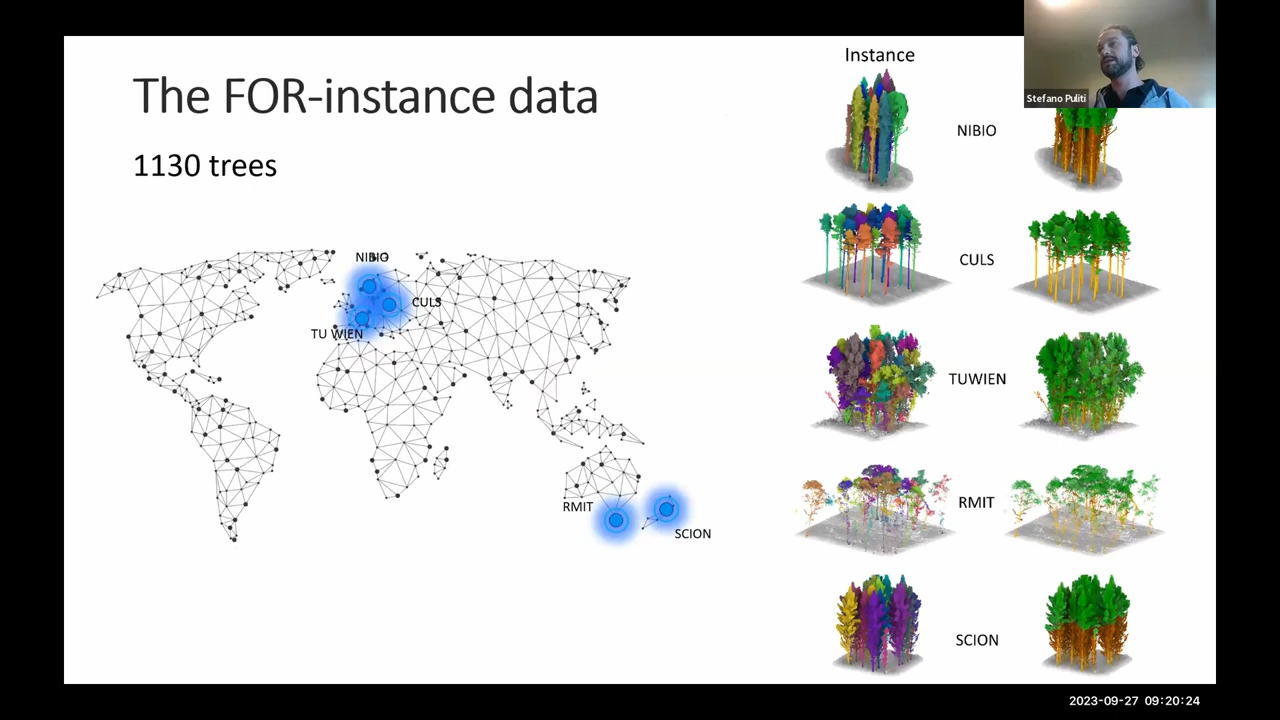 The FOR-instance data
1130 trees
NIBIO
CULS
TU WIEN
RMIT
SCION
Instance
NIBIO
CULS
TUWIEN
RMIT
SCION
Stefano Puliti
2023-09-27 09:20:24